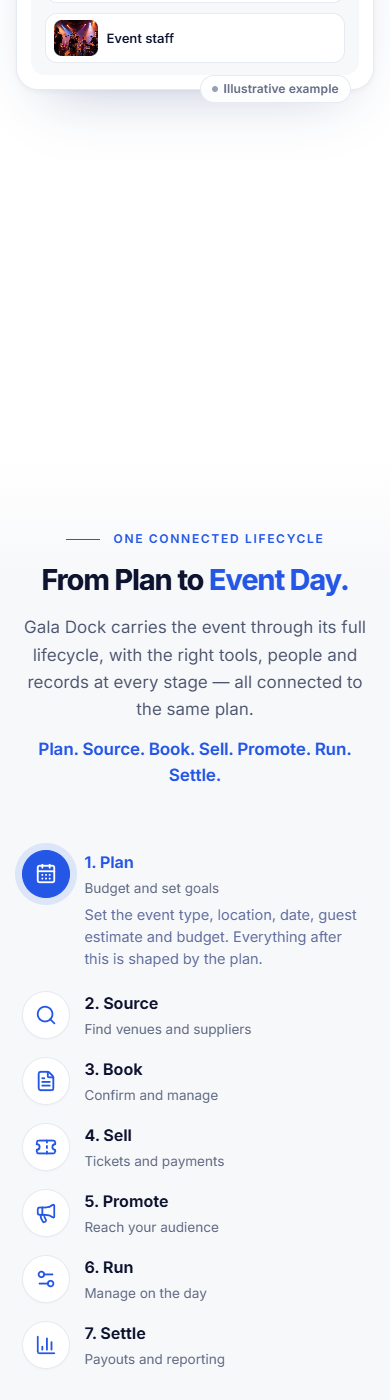 Event staff
Illustrative example
ONE CONNECTED LIFECYCLE
From Plan to Event Day.
Gala Dock carries the event through its full
lifecycle, with the right tools, people and
records at every stage — all connected to
the same plan.
Plan. Source. Book. Sell. Promote. Run.
Settle.
1. Plan
Budget and set goals
Set the event type, location, date, guest
estimate and budget. Everything after
this is shaped by the plan.
2. Source
Find venues and suppliers
3. Book
Confirm and manage
4. Sell
Tickets and payments
5. Promote
Reach your audience
6. Run
Manage on the day
7. Settle
Payouts and reporting